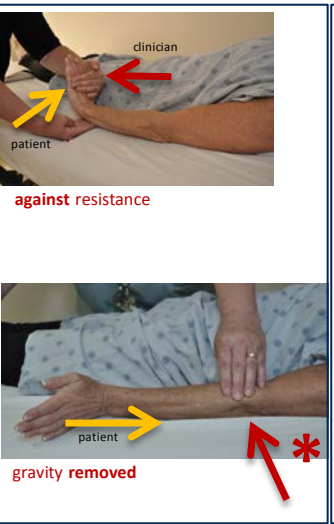 clinician
patient
against resistance
patient
*
gravity removed